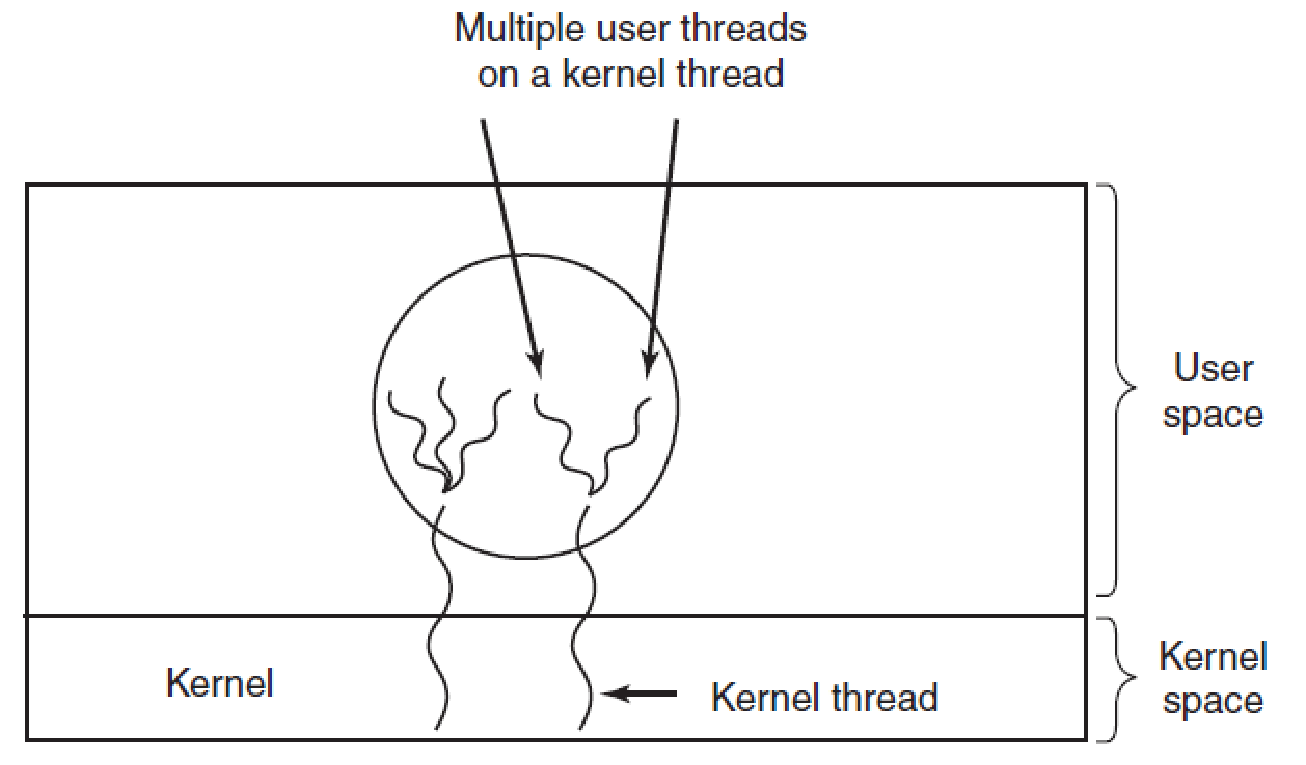 Multiple user threads
on a kernel thread
User
space
Kernel
Kernel thread
Kernel
space